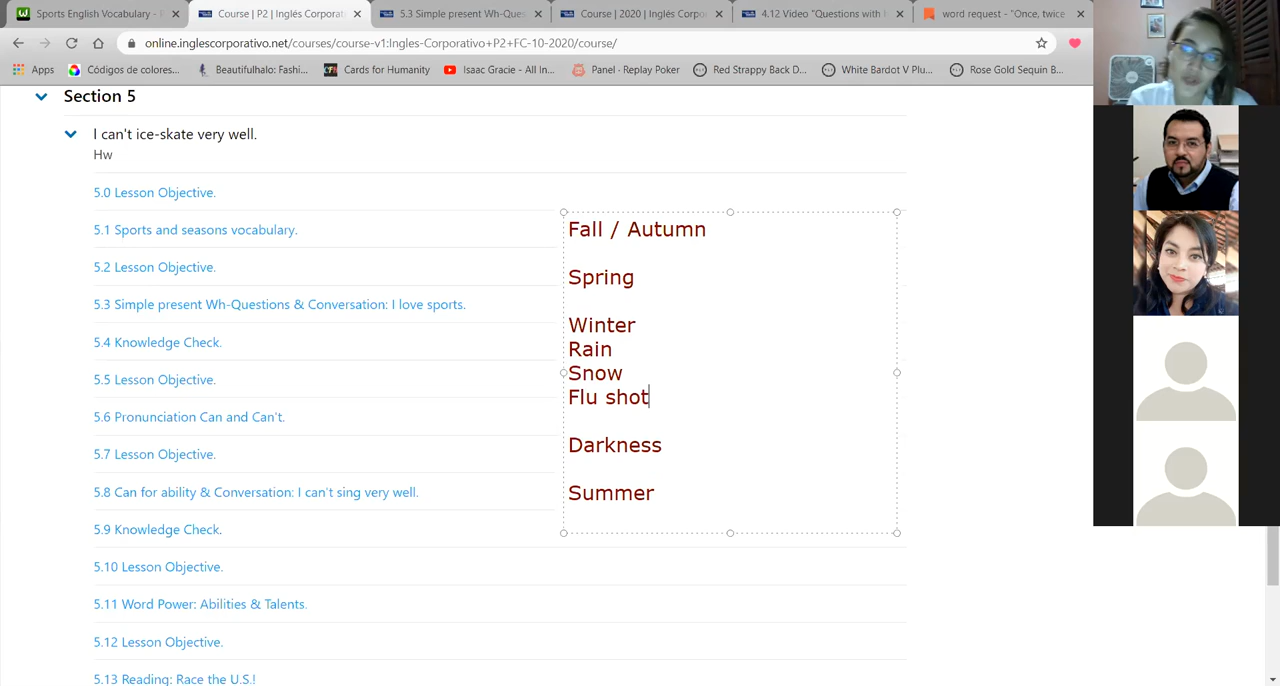 Sports English Vocabulary -
Course | P2 | Inglés Corporati
5.3 Simple present Wh-Ques
Course | 2020 | Inglés Corpo
4.12 Video "Questions with
word request - "Once, twice
online.inglescorporativo.net/courses/course-v1:Ingles-Corporativo+P2+FC-10-2020/course/
Apps
Códigos de colores...
Beautifulhalo: Fashi...
Cards for Humanity
Isaac Gracie - All In...
Panel · Replay Poker
Red Strappy Back D...
White Bardot V Plu...
Rose Gold Sequin B...
Section 5
I can't ice-skate very well.
Hw
5.0 Lesson Objective.
5.1 Sports and seasons vocabulary.
5.2 Lesson Objective.
5.3 Simple present Wh-Questions & Conversation: I love sports.
5.4 Knowledge Check.
5.5 Lesson Objective.
5.6 Pronunciation Can and Can't.
5.7 Lesson Objective.
5.8 Can for ability & Conversation: I can't sing very well.
5.9 Knowledge Check.
5.10 Lesson Objective.
5.11 Word Power: Abilities & Talents.
5.12 Lesson Objective.
5.13 Reading: Race the U.S.!
Fall / Autumn
Spring
Winter
Rain
Snow
Flu shot
Darkness
Summer